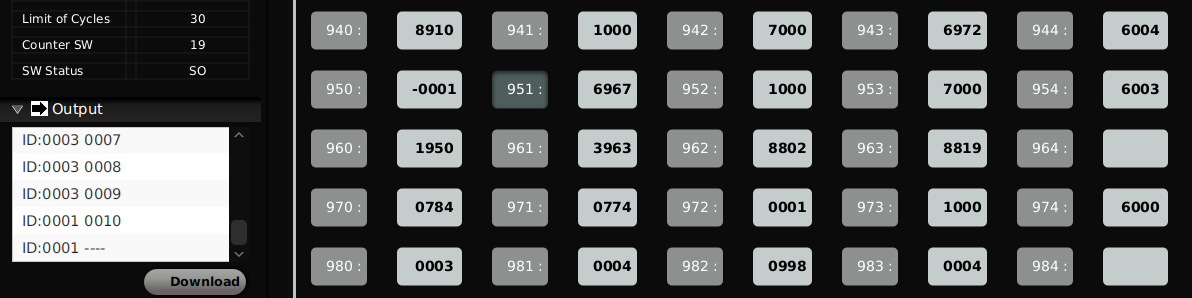 Limit of Cycles 30
Counter SW 19
SW Status SO
Output
ID:0003 0007
ID:0003 0008
ID:0003 0009
ID:0001 0010
ID:0001 ----
Download
940 : 8910 941 : 1000 942 : 7000 943 : 6972 944 : 6004
950 : -0001 951 : 6967 952 : 1000 953 : 7000 954 : 6003
960 : 1950 961 : 3963 962 : 8802 963 : 8819 964 :
970 : 0784 971 : 0774 972 : 0001 973 : 1000 974 : 6000
980 : 0003 981 : 0004 982 : 0998 983 : 0004 984 :